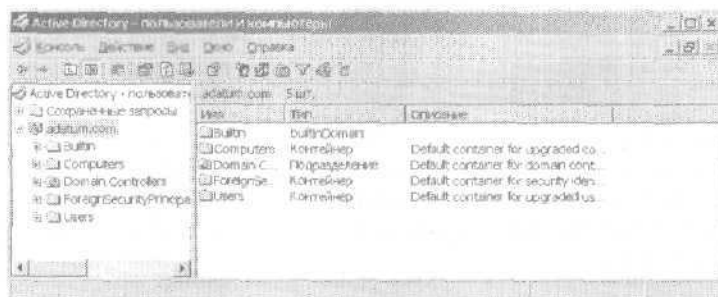 Active Directory - пользователи и компьютеры
Консоль Действие Вид Окно Справка
Active Directory - пользовате
Сохраненные запросы
adatum.com
Builtin
Computers
Domain Controllers
ForeignSecurityPrincipa
Users
adatum.com 5 шт.
Имя Тип Описание
Builtin builtinDomain
Computers Контейнер Default container for upgraded co...
Domain C... Подразделение Default container for domain cont...
ForeignSe... Контейнер Default container for security iden...
Users Контейнер Default container for upgraded us...